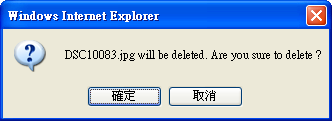 Windows Internet Explorer
DSC10083.jpg will be deleted. Are you sure to delete ?
確定
取消